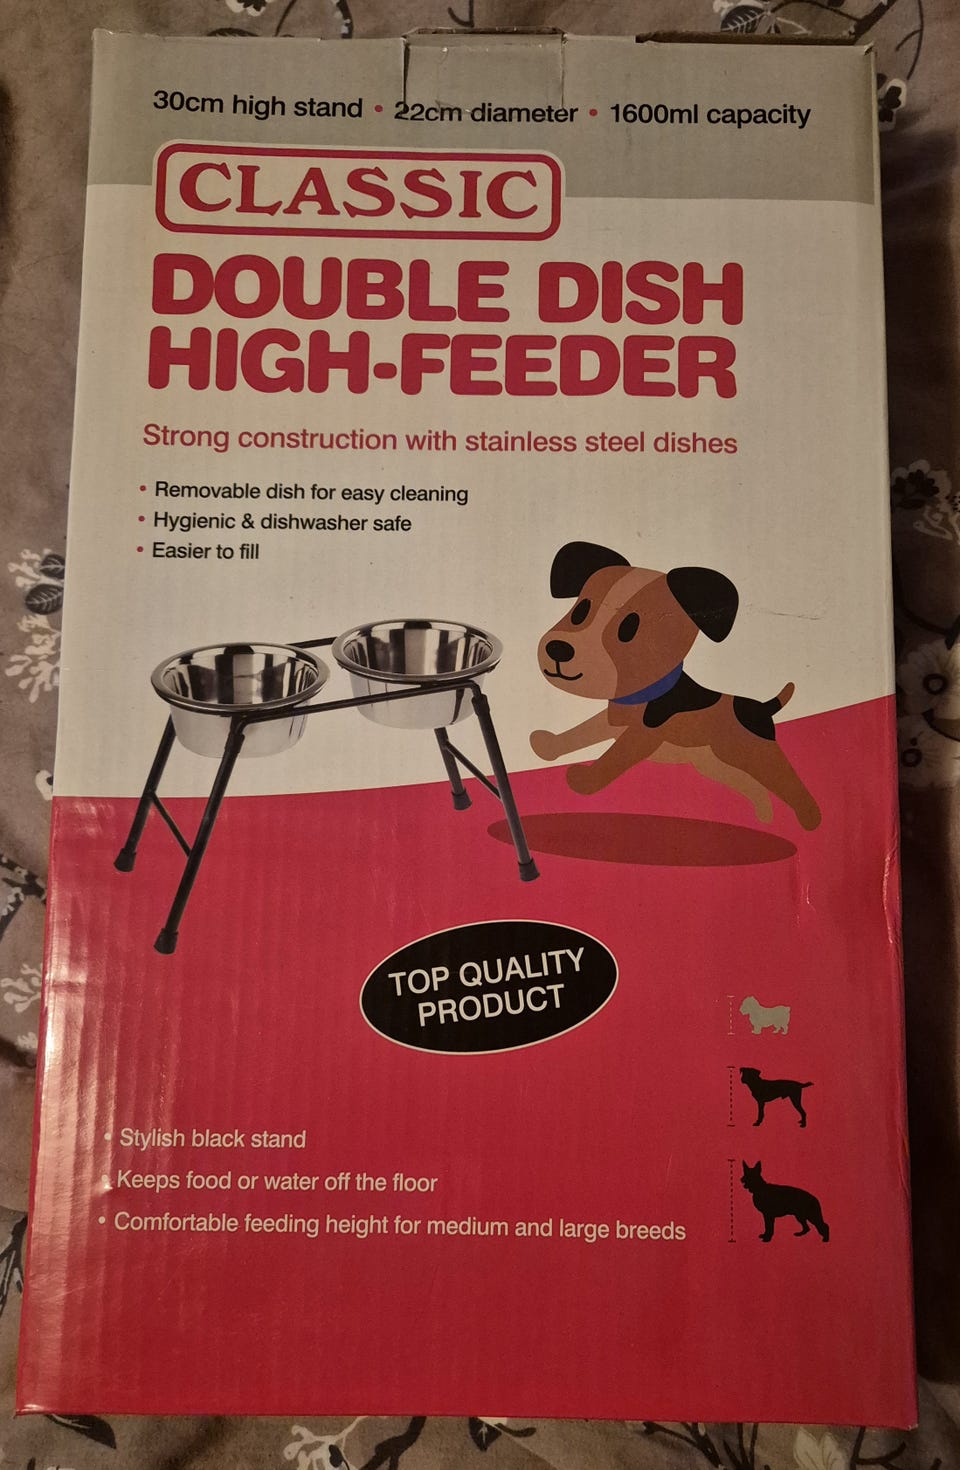 30cm high stand • 22cm diameter • 1600ml capacity
CLASSIC
DOUBLE DISH
HIGH-FEEDER
Strong construction with stainless steel dishes
• Removable dish for easy cleaning
• Hygienic & dishwasher safe
• Easier to fill
TOP QUALITY
PRODUCT
• Stylish black stand
• Keeps food or water off the floor
• Comfortable feeding height for medium and large breeds